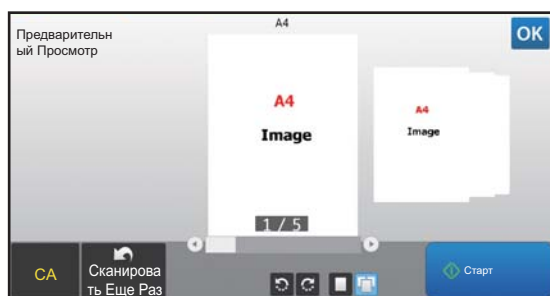 A4
Предварительн
ый Просмотр
OK
A4
Image
A4
Image
1 / 5
CA
Сканирова
ть Еще Раз
Старт